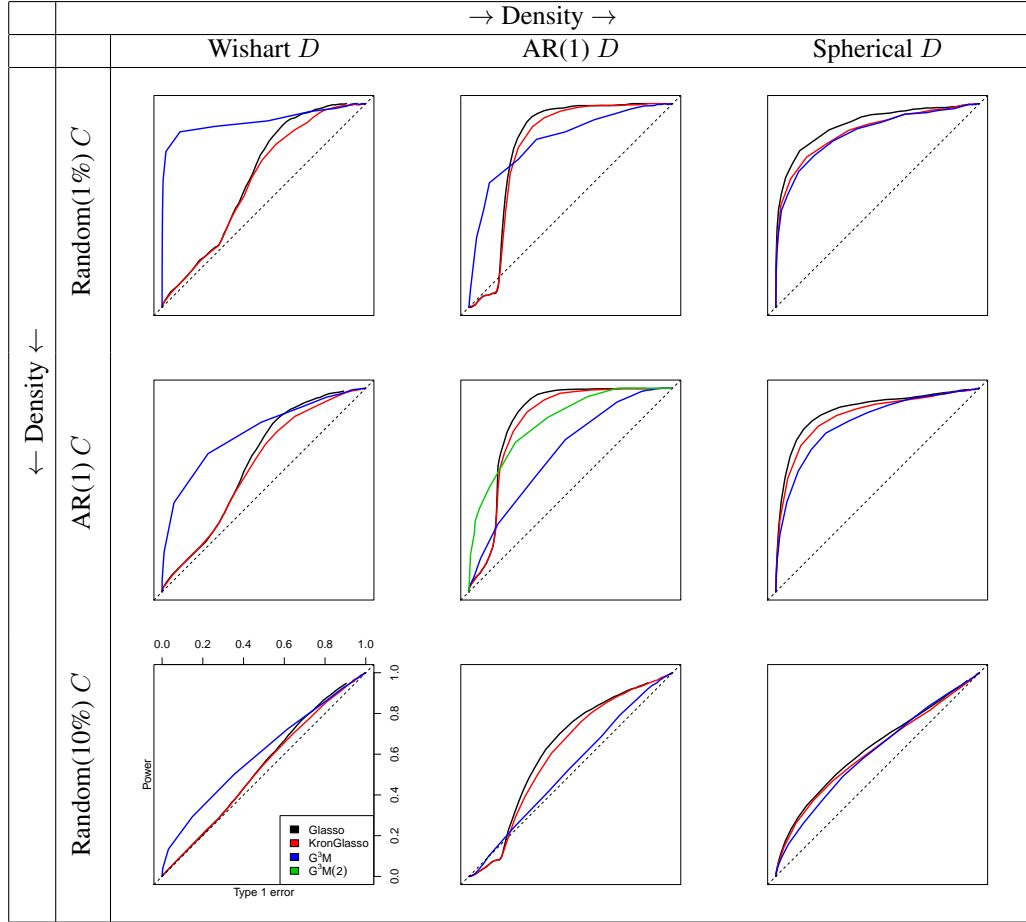 → Density →
Wishart D
AR(1) D
Spherical D
← Density ←
Random(1%) C
AR(1) C
Random(10%) C
0.0 0.2 0.4 0.6 0.8 1.0
0.0 0.2 0.4 0.6 0.8 1.0
Power
Type 1 error
Glasso
KronGlasso
G³M
G³M(2)